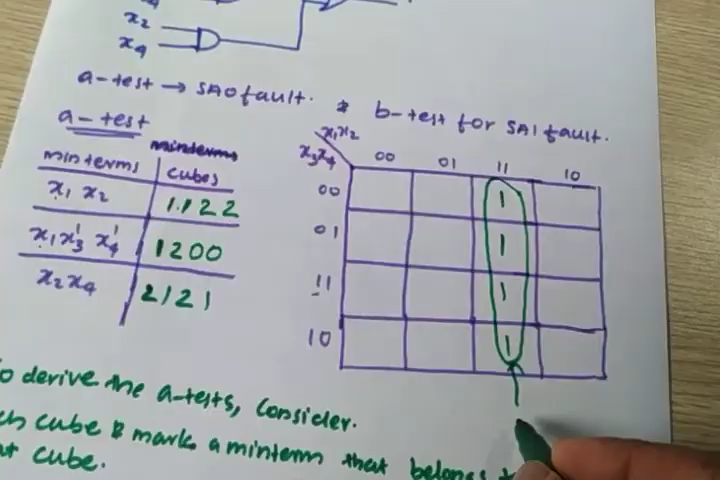 x2
x4
a-test → SA0 fault. * b-test for SA1 fault.
a-test
minterms
minterms cubes
x1 x2 1122
x1x3' x4' 1200
x2x4 2121
x1x2
x3x4
00 01 11 10
00 1
01 1
11 1
10 1
derive the a-tests, Consider.
cube & mark a minterm that belongs
cube.